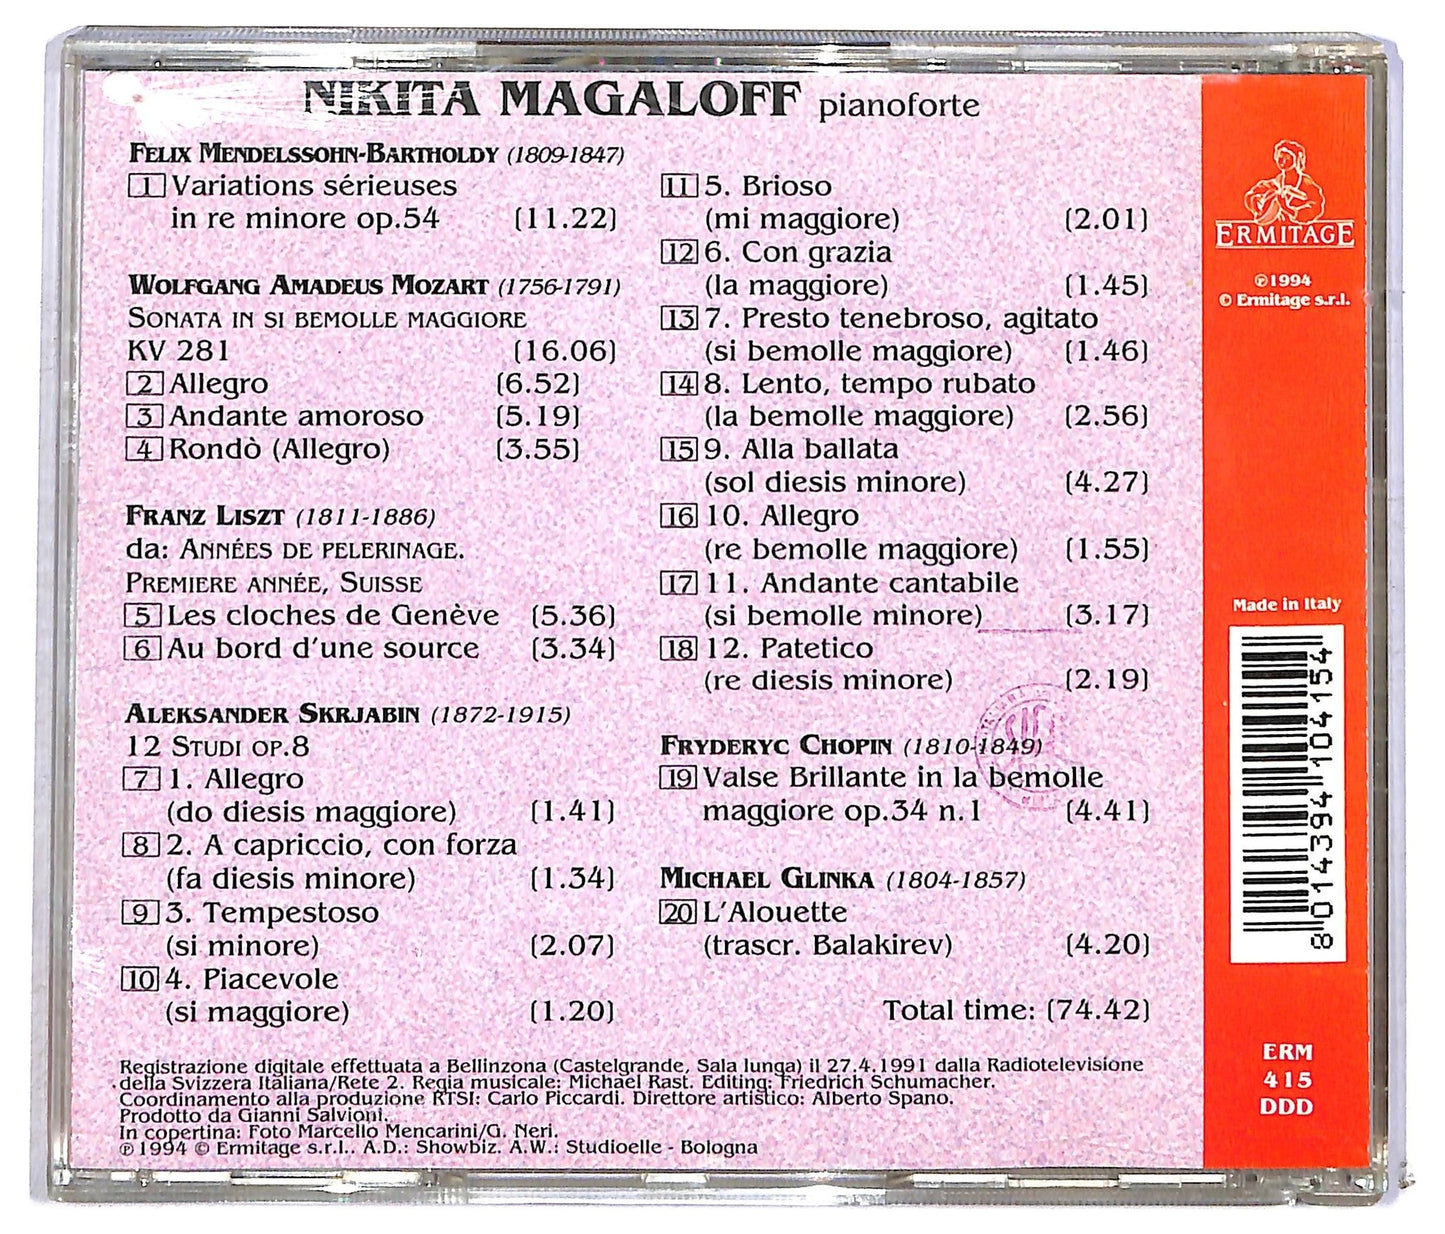 NIKITA MAGALOFF pianoforte
FELIX MENDELSSOHN-BARTHOLDY (1809-1847)
1 Variations sérieuses
in re minore op.54 (11.22)
WOLFGANG AMADEUS MOZART (1756-1791)
SONATA IN SI BEMOLLE MAGGIORE
KV 281 (16.06)
2 Allegro (6.52)
3 Andante amoroso (5.19)
4 Rondò (Allegro) (3.55)
FRANZ LISZT (1811-1886)
da: ANNÉES DE PELERINAGE.
PREMIERE ANNÉE, SUISSE
5 Les cloches de Genève (5.36)
6 Au bord d'une source (3.34)
ALEKSANDER SKRJABIN (1872-1915)
12 STUDI OP.8
7 1. Allegro
(do diesis maggiore) (1.41)
8 2. A capriccio, con forza
(fa diesis minore) (1.34)
9 3. Tempestoso
(si minore) (2.07)
10 4. Piacevole
(si maggiore) (1.20)
11 5. Brioso
(mi maggiore) (2.01)
12 6. Con grazia
(la maggiore) (1.45)
13 7. Presto tenebroso, agitato
(si bemolle maggiore) (1.46)
14 8. Lento, tempo rubato
(la bemolle maggiore) (2.56)
15 9. Alla ballata
(sol diesis minore) (4.27)
16 10. Allegro
(re bemolle maggiore) (1.55)
17 11. Andante cantabile
(si bemolle minore) (3.17)
18 12. Patetico
(re diesis minore) (2.19)
FRYDERYC CHOPIN (1810-1849)
19 Valse Brillante in la bemolle
maggiore op.34 n.1 (4.41)
MICHAEL GLINKA (1804-1857)
20 L'Alouette
(trascr. Balakirev) (4.20)
Total time: (74.42)
Registrazione digitale effettuata a Bellinzona (Castelgrande, Sala lunga) il 27.4.1991 dalla Radiotelevisione
della Svizzera Italiana/Rete 2. Regia musicale: Michael Rast. Editing: Friedrich Schumacher.
Coordinamento alla produzione RTSI: Carlo Piccardi. Direttore artistico: Alberto Spano.
Prodotto da Gianni Salvioni.
In copertina: Foto Marcello Mencarini/G. Neri.
℗ 1994 © Ermitage s.r.l.. A.D.: Showbiz. A.W.: Studioelle - Bologna
ERMITAGE
℗1994
© Ermitage s.r.l.
Made in Italy
8 014394 104154
ERM
415
DDD